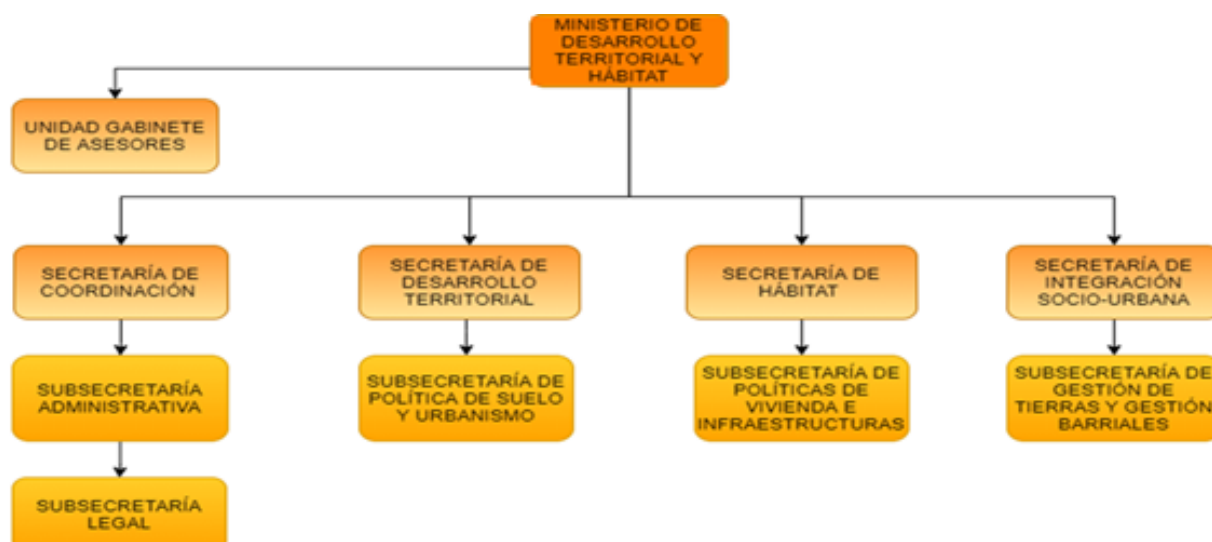 MINISTERIO DE
DESARROLLO
TERRITORIAL Y
HÁBITAT
UNIDAD GABINETE
DE ASESORES
SECRETARÍA DE
COORDINACIÓN
SECRETARÍA DE
DESARROLLO
TERRITORIAL
SECRETARÍA DE
HÁBITAT
SECRETARÍA DE
INTEGRACIÓN
SOCIO-URBANA
SUBSECRETARÍA
ADMINISTRATIVA
SUBSECRETARÍA DE
POLÍTICA DE SUELO
Y URBANISMO
SUBSECRETARÍA DE
POLÍTICAS DE
VIVIENDA E
INFRAESTRUCTURAS
SUBSECRETARÍA DE
GESTIÓN DE
TIERRAS Y GESTIÓN
BARRIALES
SUBSECRETARÍA
LEGAL